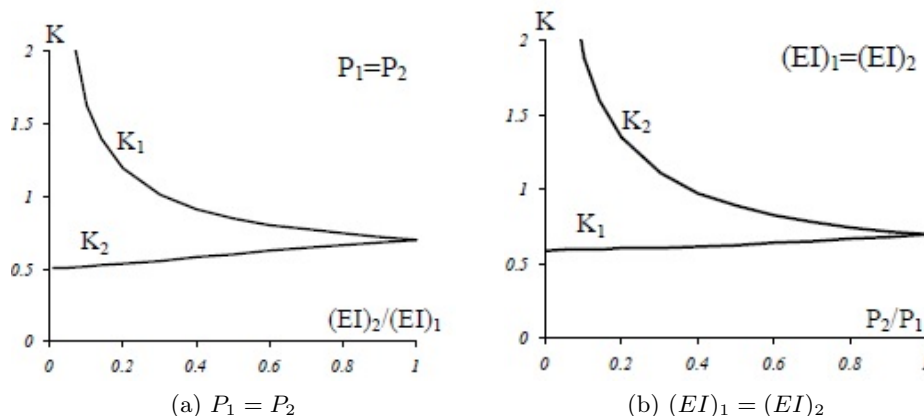 K
2
1.5
1
0.5
0
0 0.2 0.4 0.6 0.8 1
P₁=P₂
K₁
K₂
(EI)₂/(EI)₁
(a) P₁ = P₂
K
2
1.5
1
0.5
0
0 0.2 0.4 0.6 0.8 1
(EI)₁=(EI)₂
K₂
K₁
P₂/P₁
(b) (EI)₁ = (EI)₂